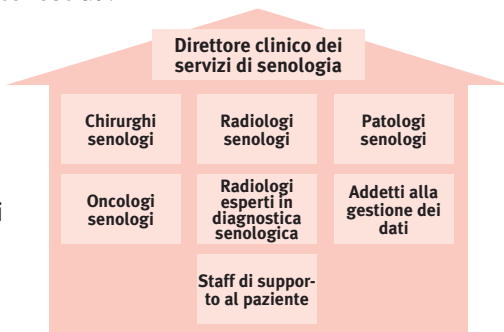 Direttore clinico dei
servizi di senologia
Chirurghi
senologi
Radiologi
senologi
Patologi
senologi
Oncologi
senologi
Radiologi
esperti in
diagnostica
senologica
Addetti alla
gestione dei
dati
Staff di suppor-
to al paziente
i